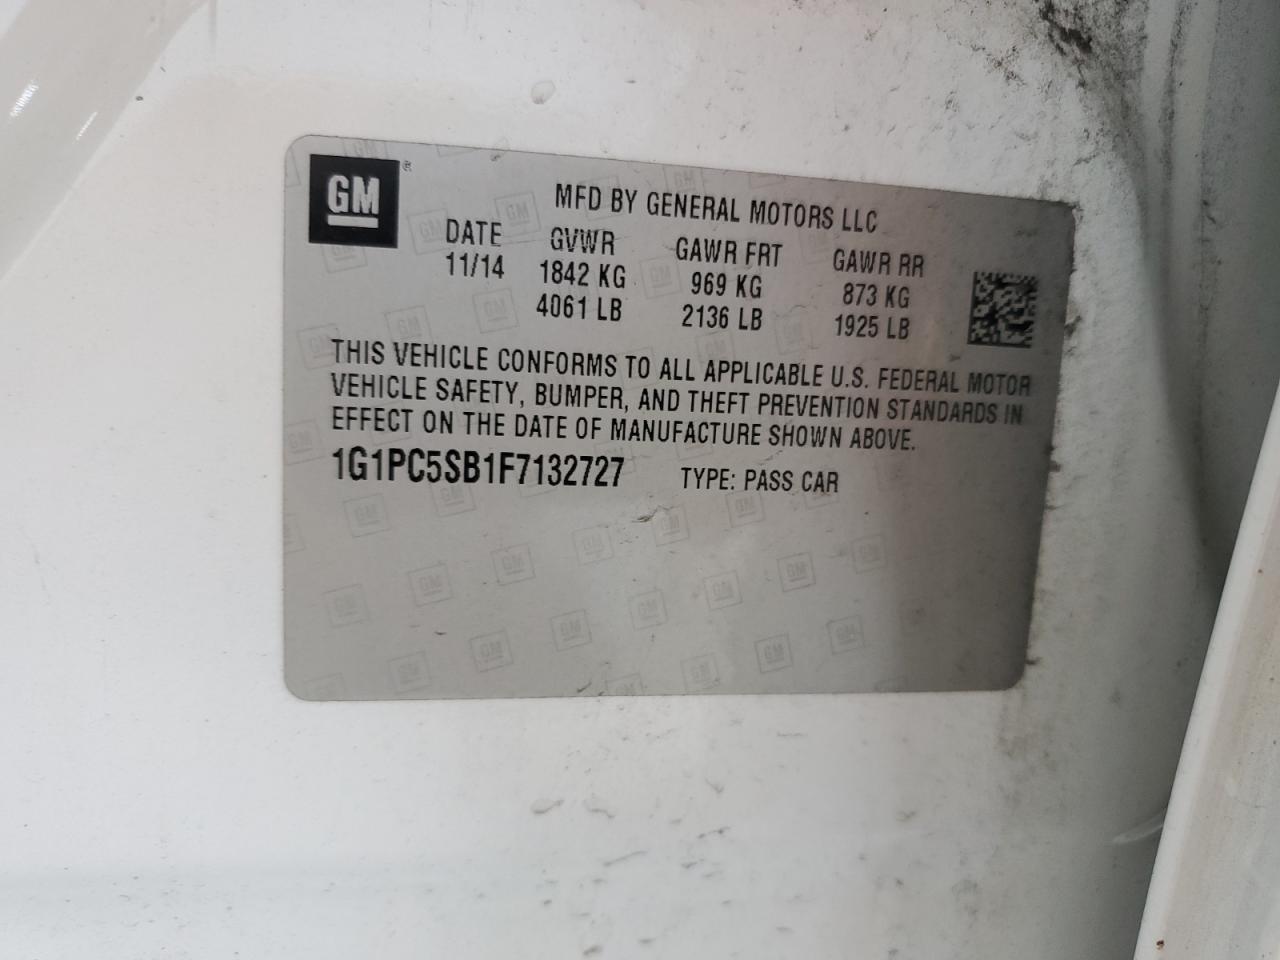 GM ®
MFD BY GENERAL MOTORS LLC
DATE GVWR GAWR FRT GAWR RR
11/14 1842 KG 969 KG 873 KG
4061 LB 2136 LB 1925 LB
THIS VEHICLE CONFORMS TO ALL APPLICABLE U.S. FEDERAL MOTOR
VEHICLE SAFETY, BUMPER, AND THEFT PREVENTION STANDARDS IN
EFFECT ON THE DATE OF MANUFACTURE SHOWN ABOVE.
1G1PC5SB1F7132727 TYPE: PASS CAR